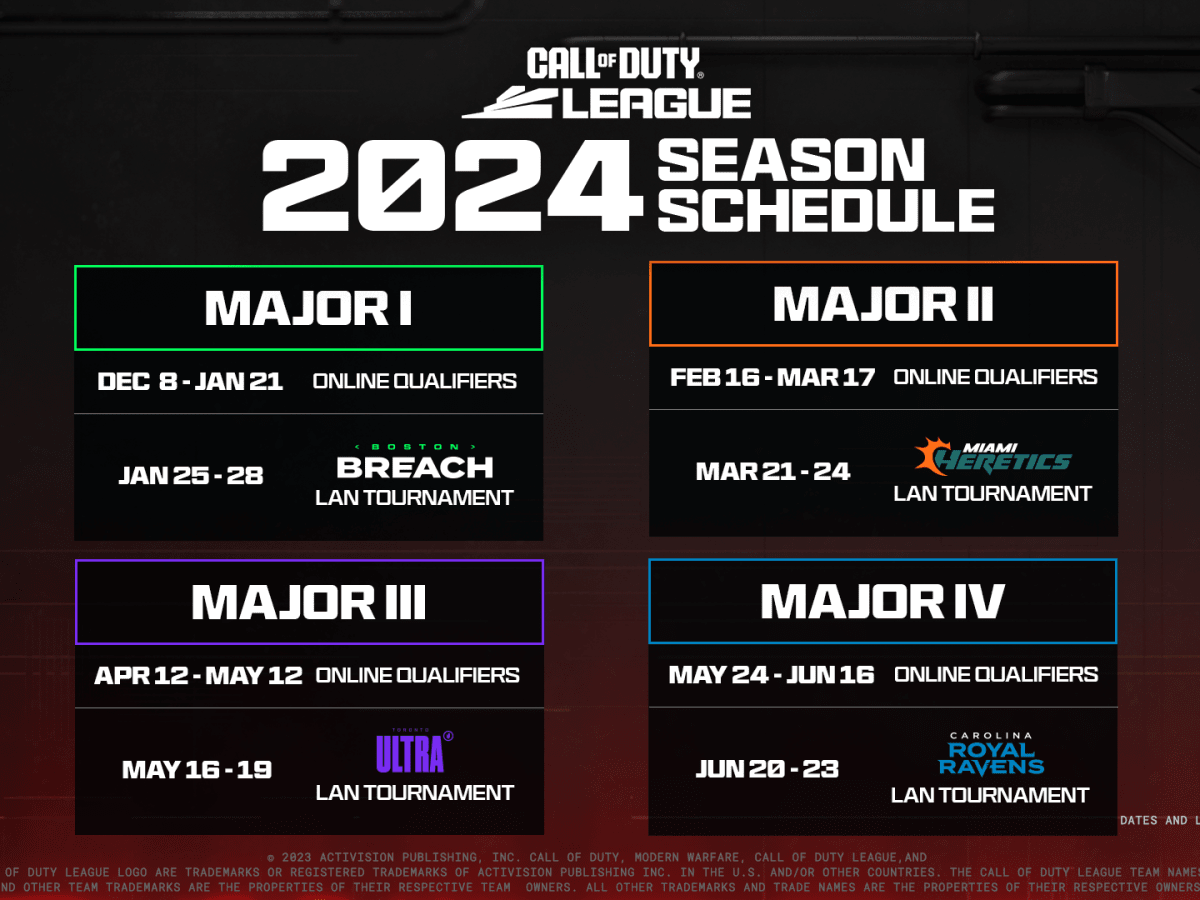 CALL OF DUTY®
LEAGUE
2024 SEASON
SCHEDULE
MAJOR I
DEC 8 - JAN 21 ONLINE QUALIFIERS
JAN 25 - 28
< BOSTON >
BREACH
LAN TOURNAMENT
MAJOR II
FEB 16 - MAR 17 ONLINE QUALIFIERS
MAR 21 - 24
MIAMI
HERETICS
LAN TOURNAMENT
MAJOR III
APR 12 - MAY 12 ONLINE QUALIFIERS
MAY 16 - 19
TORONTO
ULTRA
LAN TOURNAMENT
MAJOR IV
MAY 24 - JUN 16 ONLINE QUALIFIERS
JUN 20 - 23
CAROLINA
ROYAL
RAVENS
LAN TOURNAMENT
DATES AND L
© 2023 ACTIVISION PUBLISHING, INC. CALL OF DUTY, MODERN WARFARE, CALL OF DUTY LEAGUE,AND
OF DUTY LEAGUE LOGO ARE TRADEMARKS OR REGISTERED TRADEMARKS OF ACTIVISION PUBLISHING INC. IN THE U.S. AND/OR OTHER COUNTRIES. THE CALL OF DUTY LEAGUE TEAM NAMES
ND OTHER TEAM TRADEMARKS ARE THE PROPERTIES OF THEIR RESPECTIVE TEAM OWNERS. ALL OTHER TRADEMARKS AND TRADE NAMES ARE THE PROPERTIES OF THEIR RESPECTIVE OWNERS